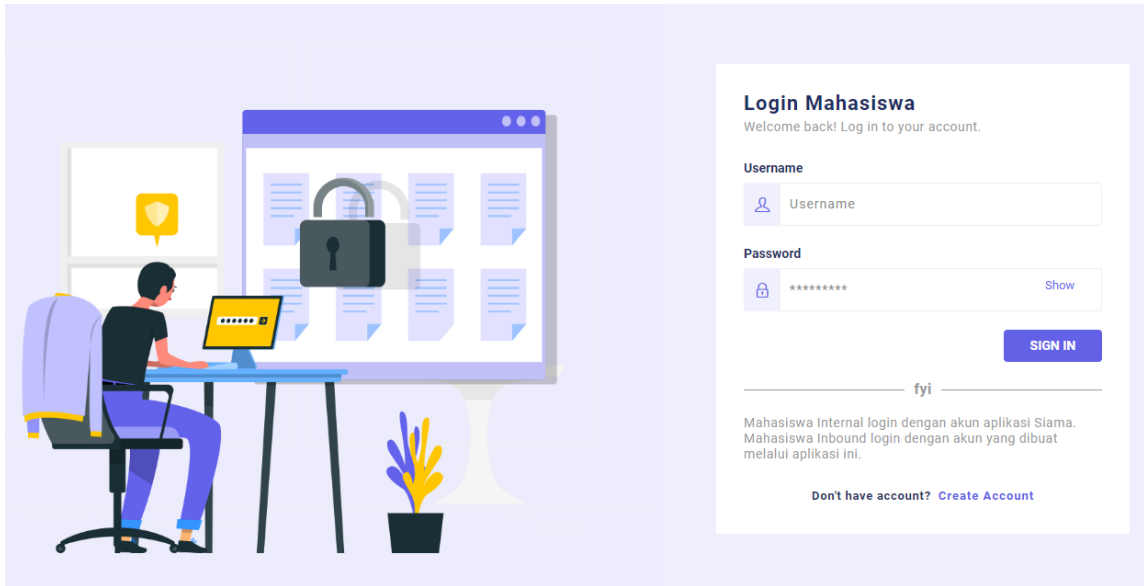 Login Mahasiswa
Welcome back! Log in to your account.
Username
Username
Password
*********
Show
SIGN IN
fyi
Mahasiswa Internal login dengan akun aplikasi Siama.
Mahasiswa Inbound login dengan akun yang dibuat
melalui aplikasi ini.
Don't have account? Create Account